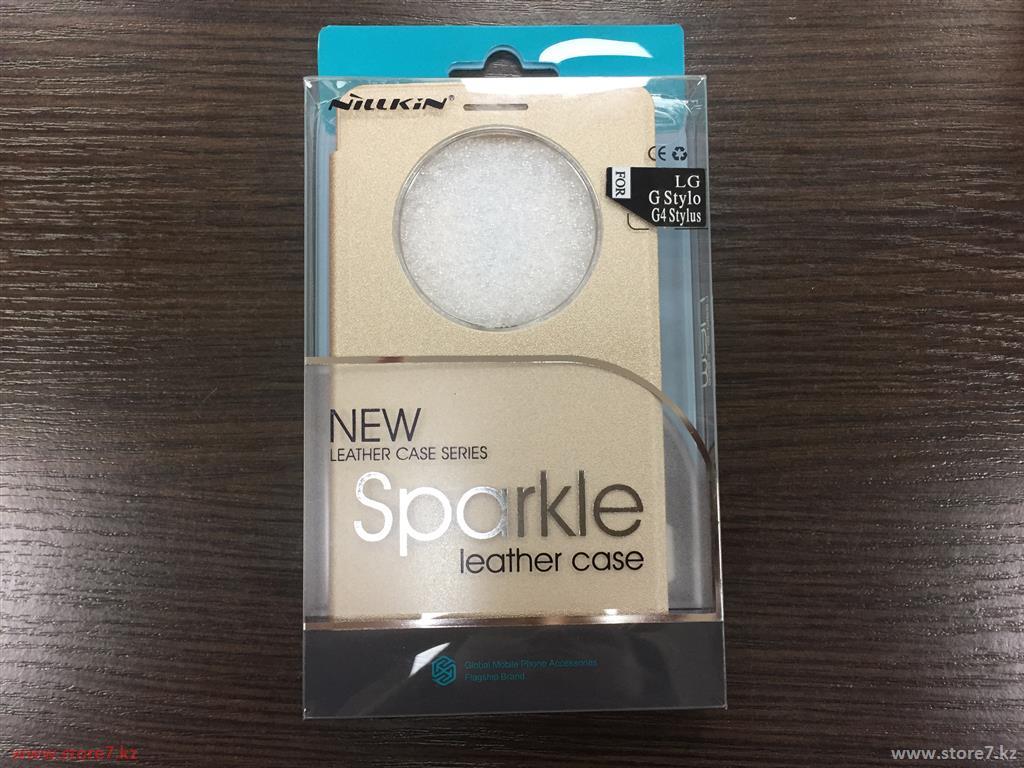 NiLLKiN®
CE
FOR
LG
G Stylo
G4 Stylus
NEW
LEATHER CASE SERIES
Sparkle
leather case
Global Mobile Phone Accessories
Flagship Brand
www.store7.kz
www.store7.kz